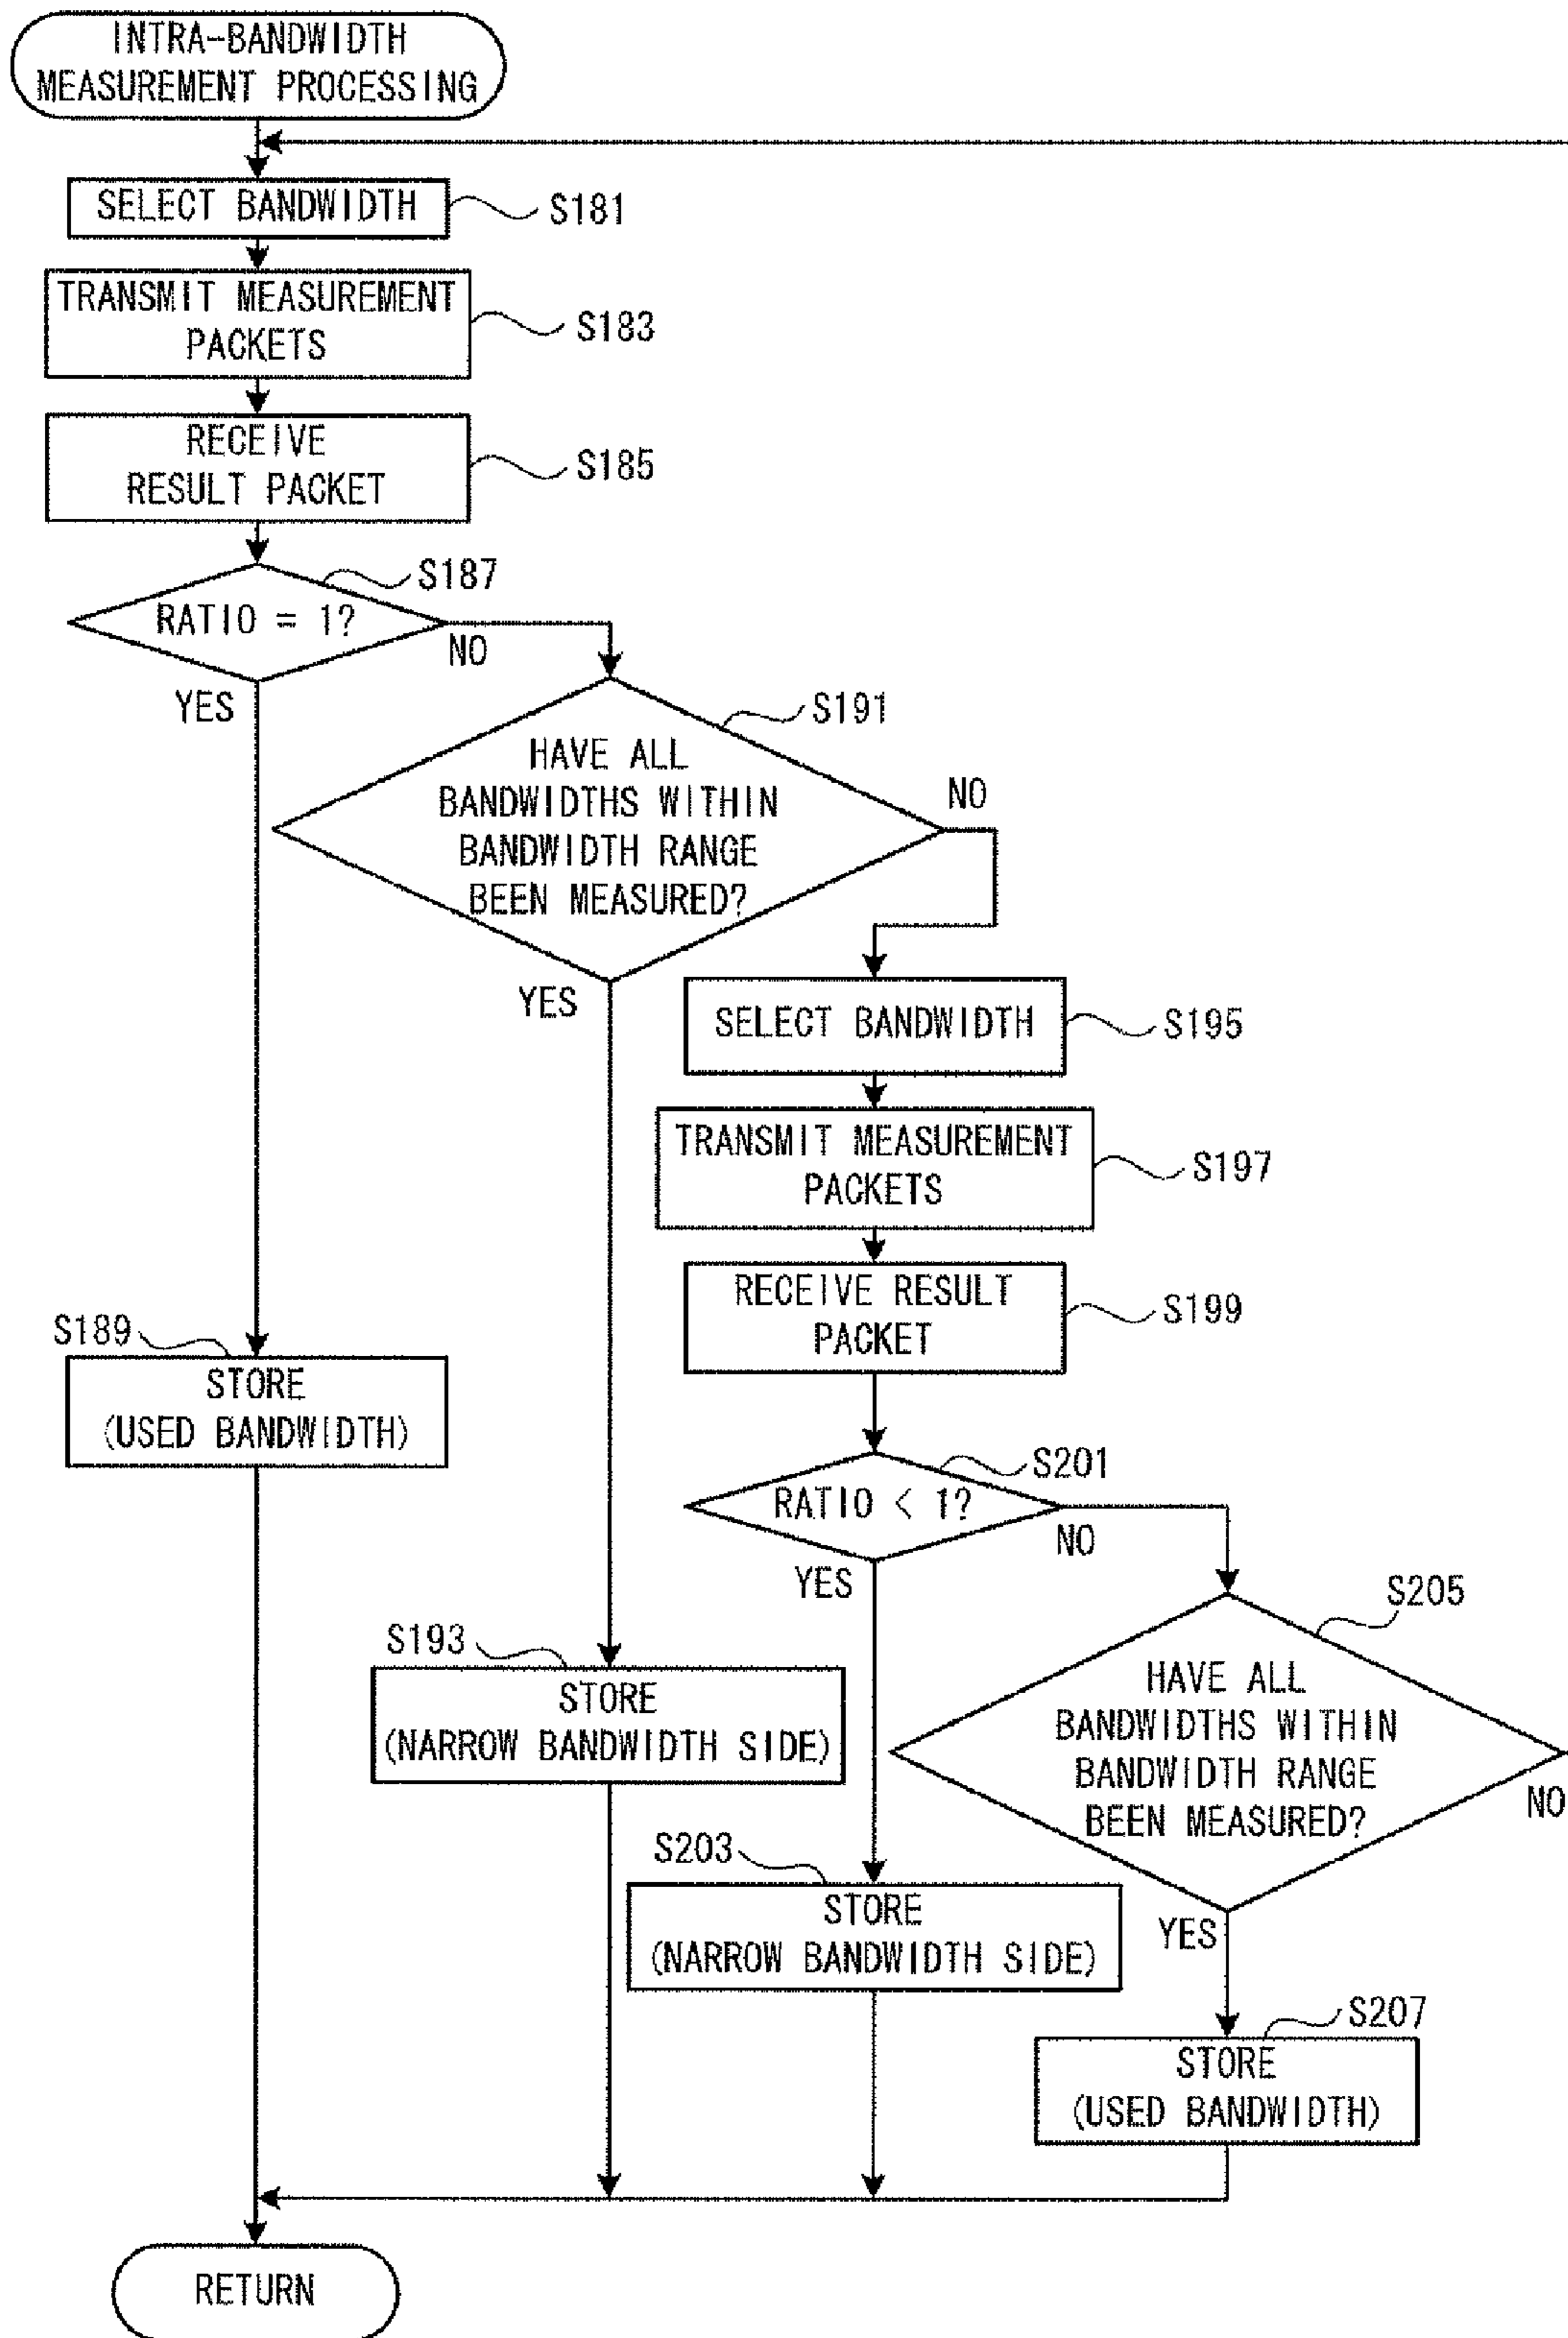 INTRA-BANDWIDTH
MEASUREMENT PROCESSING
SELECT BANDWIDTH
S181
TRANSMIT MEASUREMENT
PACKETS
S183
RECEIVE
RESULT PACKET
S185
S187
RATIO = 1?
NO
YES
S191
HAVE ALL
BANDWIDTHS WITHIN
BANDWIDTH RANGE
BEEN MEASURED?
NO
YES
SELECT BANDWIDTH
S195
TRANSMIT MEASUREMENT
PACKETS
S197
RECEIVE RESULT
PACKET
S199
S189
STORE
(USED BANDWIDTH)
S201
RATIO < 1?
NO
YES
S205
HAVE ALL
BANDWIDTHS WITHIN
BANDWIDTH RANGE
BEEN MEASURED?
NO
YES
S193
STORE
(NARROW BANDWIDTH SIDE)
S203
STORE
(NARROW BANDWIDTH SIDE)
S207
STORE
(USED BANDWIDTH)
RETURN